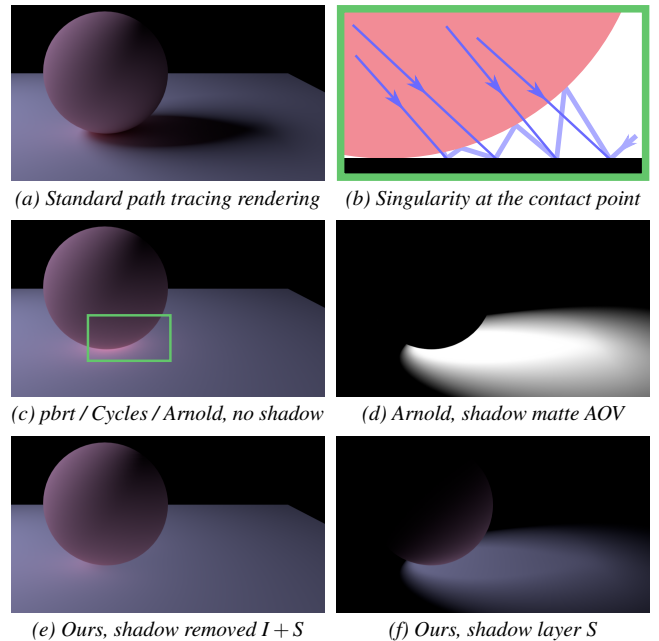 (a) Standard path tracing rendering
(b) Singularity at the contact point
(c) pbrt / Cycles / Arnold, no shadow
(d) Arnold, shadow matte AOV
(e) Ours, shadow removed I + S
(f) Ours, shadow layer S